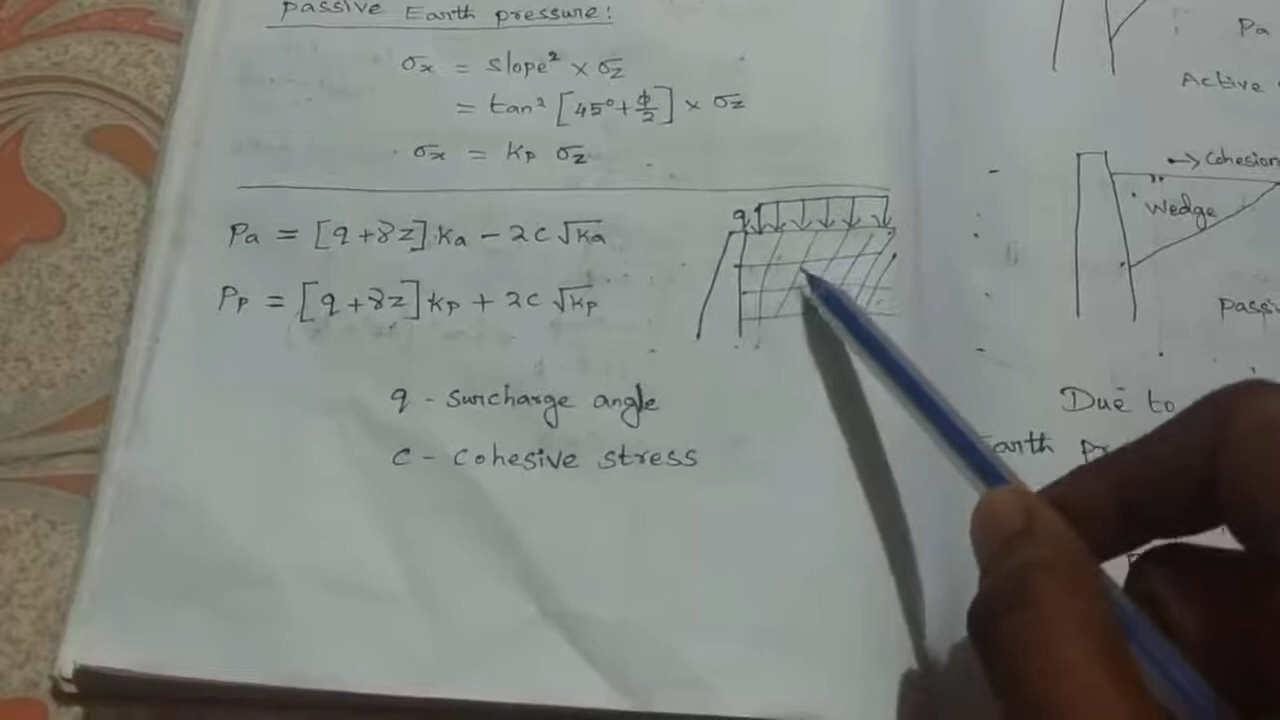 passive Earth pressure:
σx = slope² × σz
= tan² [45° + ϕ/2] × σz
σx = Kp σz
Pa = [q + γz] Ka − 2c √Ka
q
Pp = [q + γz] Kp + 2c √Kp
q - surcharge angle
c - cohesive stress
Pa
Active
→ Cohesion
Wedge
Due to
Earth